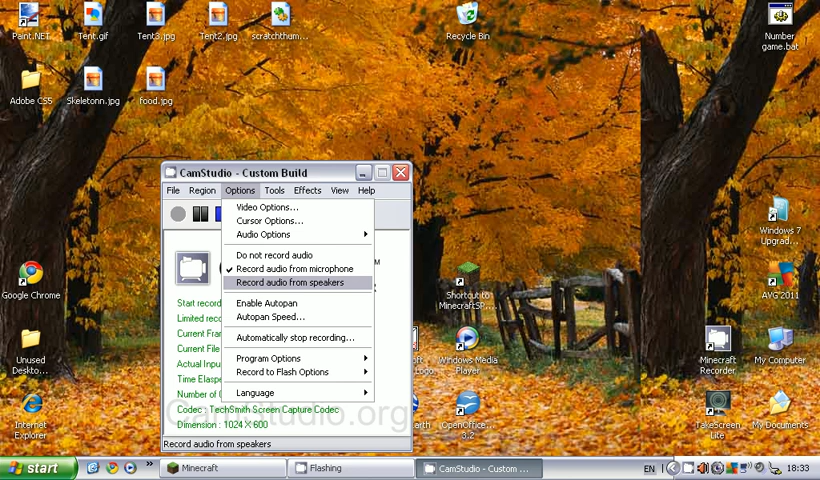 Paint.NET
Tent.gif
Tent3.jpg
Tent2.jpg
scratchthum...
Recycle Bin
Number
game.bat
Adobe CS5
Skeletonn.jpg
food.jpg
CamStudio - Custom Build
File Region Options Tools Effects View Help
Video Options...
Cursor Options...
Audio Options
Do not record audio
Record audio from microphone
Record audio from speakers
Enable Autopan
Autopan Speed...
Automatically stop recording...
Program Options
Record to Flash Options
Language
Start record
Limited reco
Current Fran
Current File
Actual Input
Time Elaspe
Number of C
Codec : TechSmith Screen Capture Codec
Dimension : 1024 X 600
CamStudio.org
Record audio from speakers
Google Chrome
Unused
Deskto...
Internet
Explorer
Shortcut to
MinecraftSP....
Windows Media
Player
OpenOffice....
3.2
Windows 7
Upgrad...
AVG 2011
Minecraft
Recorder
My Computer
TakeScreen
Lite
My Documents
start
Minecraft
Flashing
CamStudio - Custom ...
EN
18:33